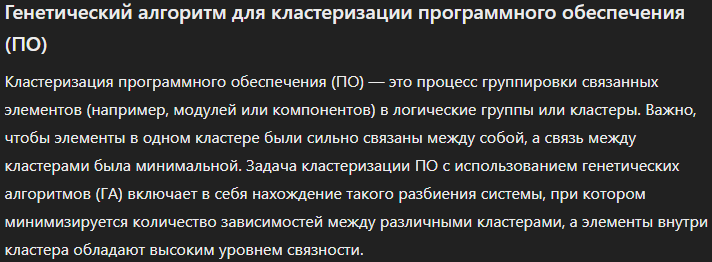 Генетический алгоритм для кластеризации программного обеспечения
(ПО)
Кластеризация программного обеспечения (ПО) — это процесс группировки связанных
элементов (например, модулей или компонентов) в логические группы или кластеры. Важно,
чтобы элементы в одном кластере были сильно связаны между собой, а связь между
кластерами была минимальной. Задача кластеризации ПО с использованием генетических
алгоритмов (ГА) включает в себя нахождение такого разбиения системы, при котором
минимизируется количество зависимостей между различными кластерами, а элементы внутри
кластера обладают высоким уровнем связности.